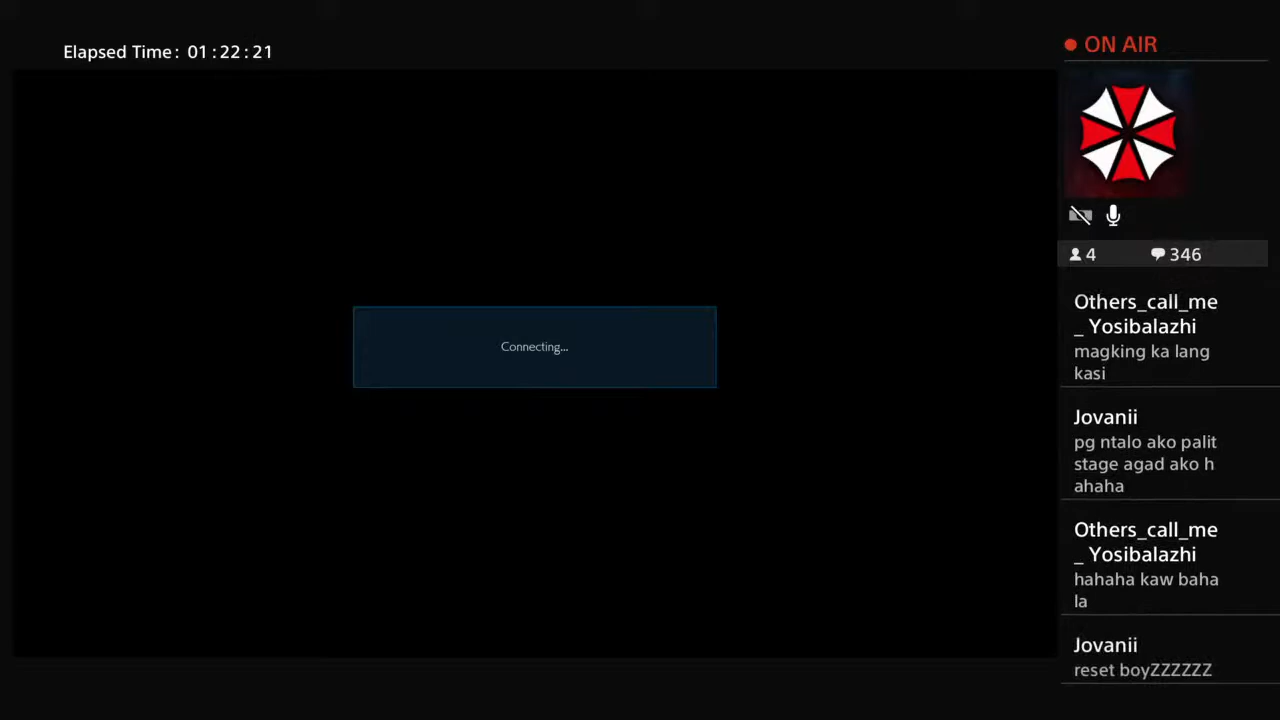 Elapsed Time: 01:22:21
ON AIR
4 346
Connecting...
Others_call_me
_ Yosibalazhi
magking ka lang
kasi
Jovanii
pg ntalo ako palit
stage agad ako h
ahaha
Others_call_me
_ Yosibalazhi
hahaha kaw baha
la
Jovanii
reset boyZZZZZZ